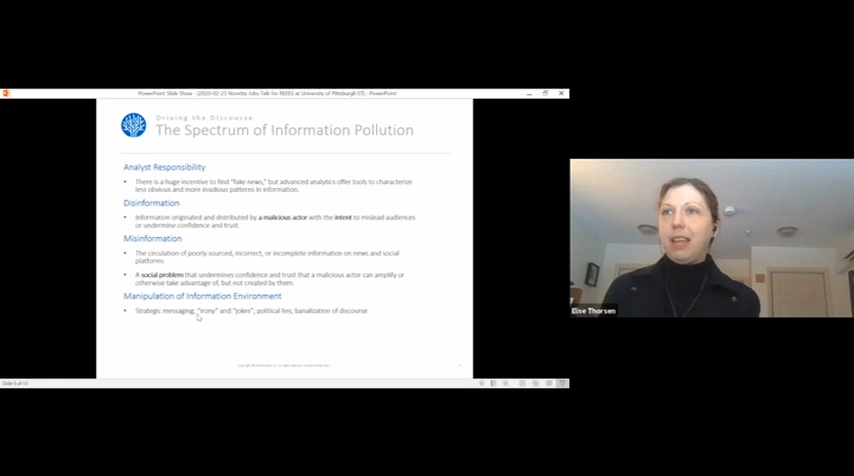 PowerPoint Slide Show - [2020-02-23 Novetta Jobs Talk for REEES at University of Pittsburgh ET] - PowerPoint
Driving the Discourse
The Spectrum of Information Pollution
Analyst Responsibility
• There is a huge incentive to find "fake news," but advanced analytics offer tools to characterize
less obvious and more insidious patterns in information.
Disinformation
• Information originated and distributed by a malicious actor with the intent to mislead audiences
or undermine confidence and trust.
Misinformation
• The circulation of poorly sourced, incorrect, or incomplete information on news and social
platforms
• A social problem that undermines confidence and trust that a malicious actor can amplify or
otherwise take advantage of, but not created by them.
Manipulation of Information Environment
• Strategic messaging; "irony" and "jokes"; political lies; banalization of discourse
Elise Thorsen